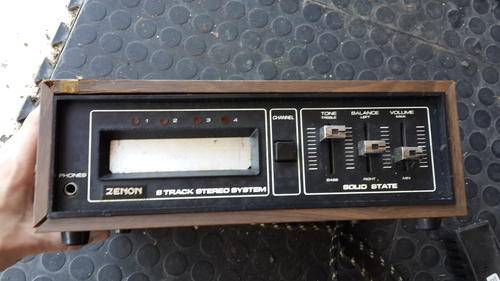 1 2 3 4
CHANNEL
TONE BALANCE VOLUME
TREBLE LEFT MAX
PHONES
BASS RIGHT MIN
ZENON 8 TRACK STEREO SYSTEM
SOLID STATE